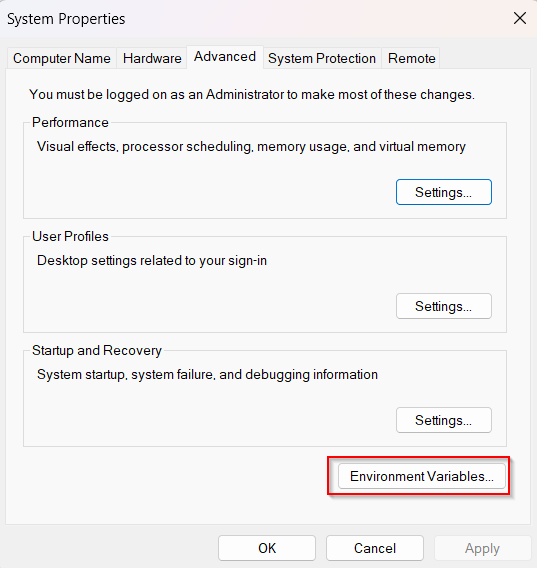 System Properties
Computer Name Hardware Advanced System Protection Remote
You must be logged on as an Administrator to make most of these changes.
Performance
Visual effects, processor scheduling, memory usage, and virtual memory
Settings...
User Profiles
Desktop settings related to your sign-in
Settings...
Startup and Recovery
System startup, system failure, and debugging information
Settings...
Environment Variables...
OK Cancel Apply